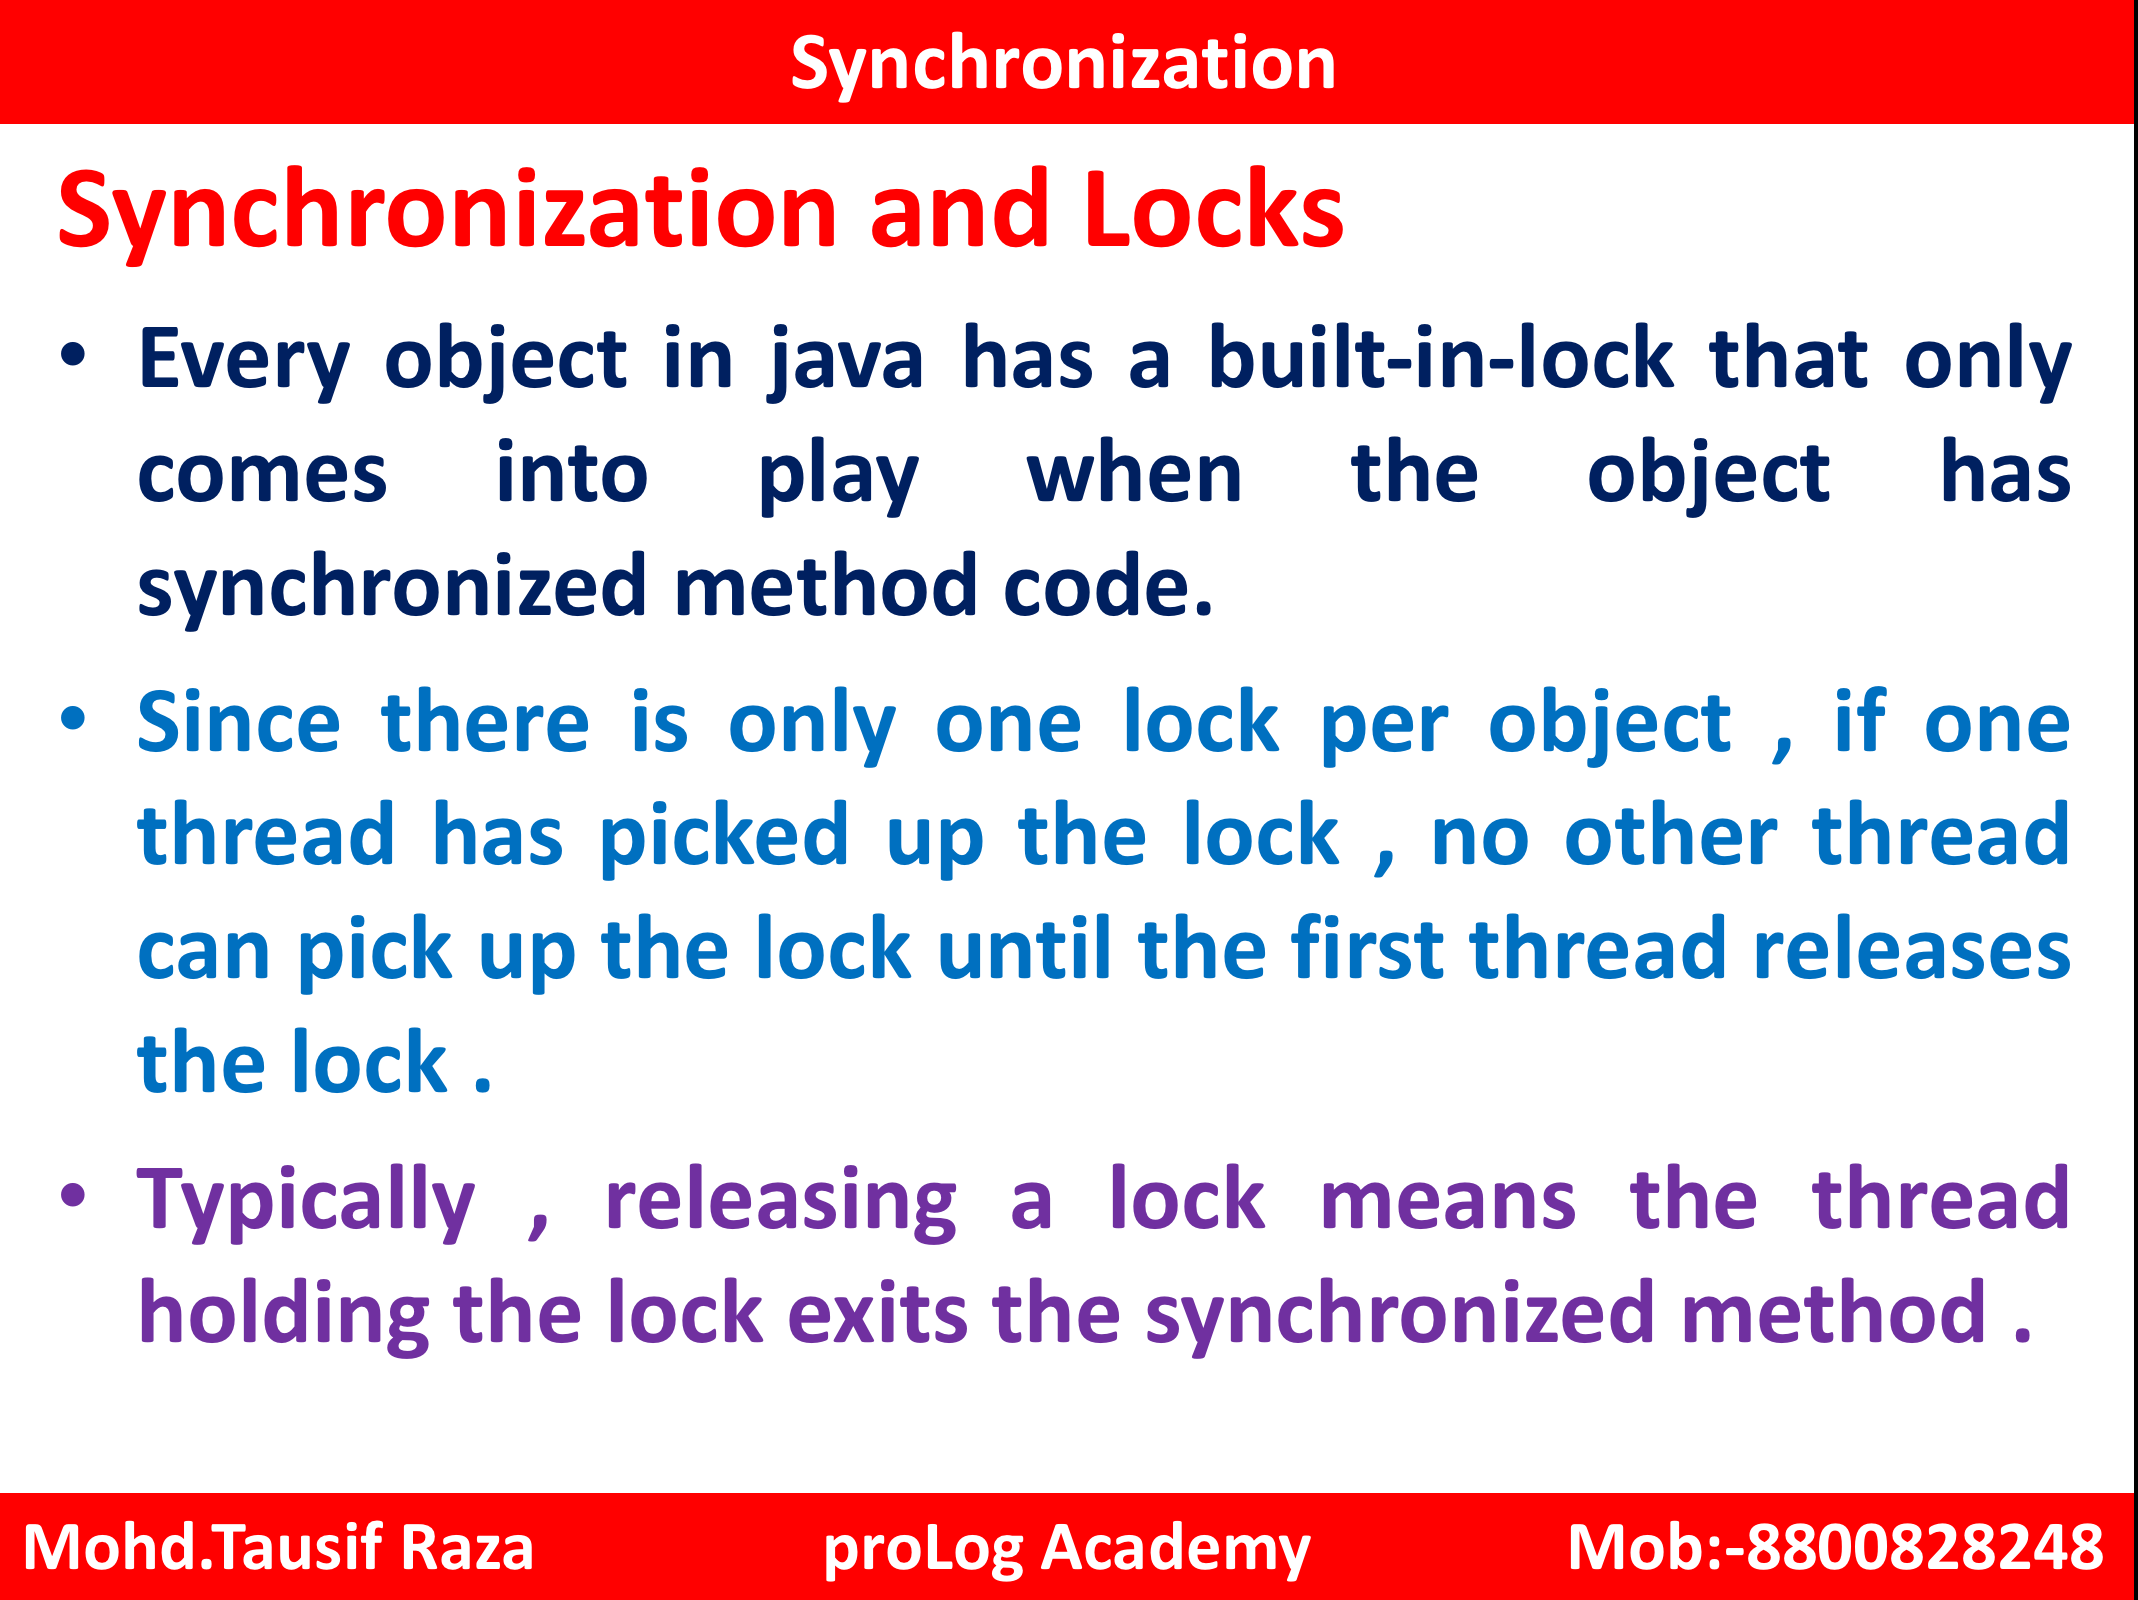 Synchronization
Synchronization and Locks
• Every object in java has a built-in-lock that only
comes into play when the object has
synchronized method code.
• Since there is only one lock per object , if one
thread has picked up the lock , no other thread
can pick up the lock until the first thread releases
the lock .
• Typically , releasing a lock means the thread
holding the lock exits the synchronized method .
Mohd.Tausif Raza proLog Academy Mob:-8800828248